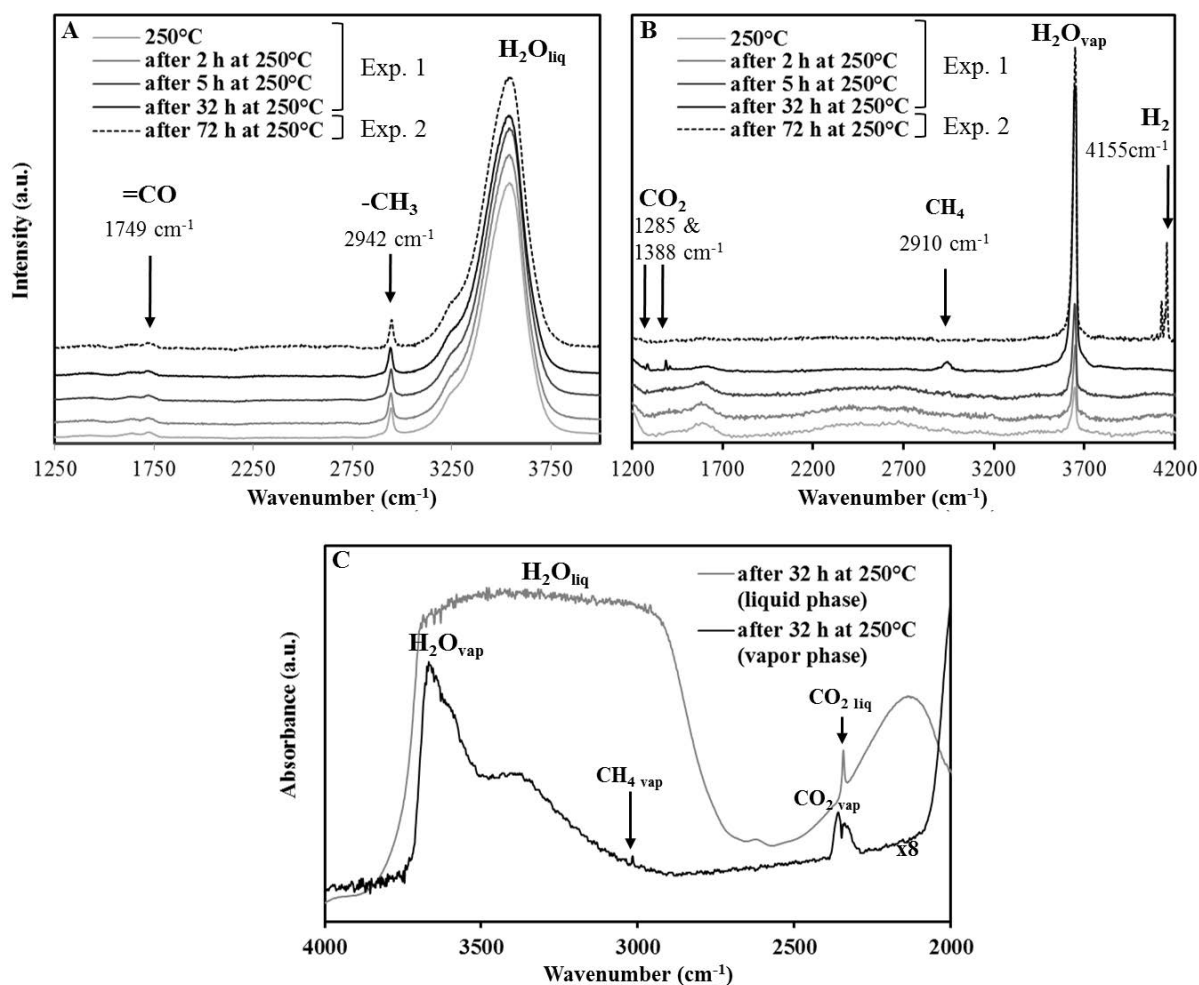 A
250°C
after 2 h at 250°C
after 5 h at 250°C
after 32 h at 250°C
after 72 h at 250°C
Exp. 1
Exp. 2
H₂Oliq
=CO
1749 cm⁻¹
-CH₃
2942 cm⁻¹
Intensity (a.u.)
1250 1750 2250 2750 3250 3750
Wavenumber (cm⁻¹)
B
250°C
after 2 h at 250°C
after 5 h at 250°C
after 32 h at 250°C
after 72 h at 250°C
Exp. 1
Exp. 2
H₂Ovap
H₂
4155cm⁻¹
CO₂
1285 &
1388 cm⁻¹
CH₄
2910 cm⁻¹
1200 1700 2200 2700 3200 3700 4200
Wavenumber (cm⁻¹)
C
H₂Oliq
after 32 h at 250°C
(liquid phase)
after 32 h at 250°C
(vapor phase)
H₂Ovap
CO₂ liq
CH₄ vap
CO₂ vap
x8
Absorbance (a.u.)
4000 3500 3000 2500 2000
Wavenumber (cm⁻¹)